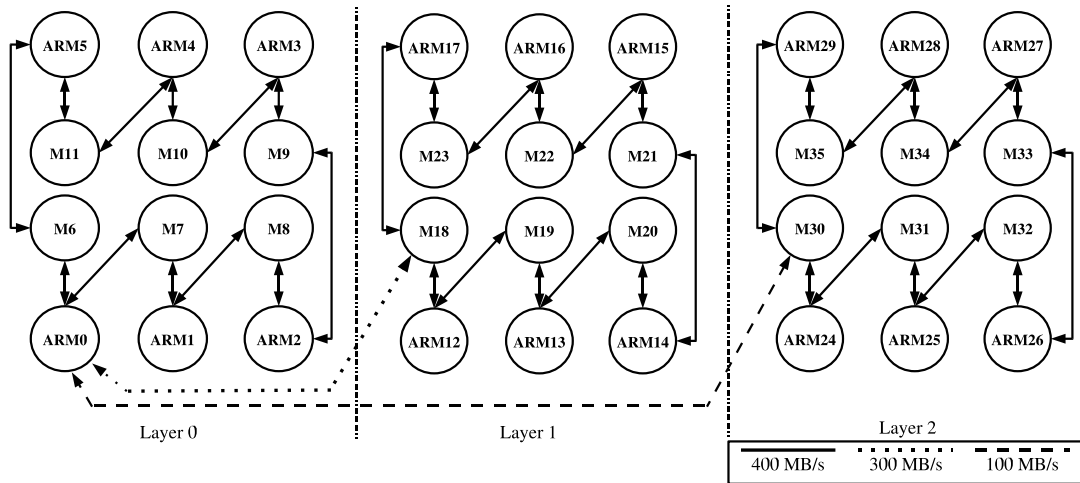 ARM5 ARM4 ARM3 ARM17 ARM16 ARM15 ARM29 ARM28 ARM27
M11 M10 M9 M23 M22 M21 M35 M34 M33
M6 M7 M8 M18 M19 M20 M30 M31 M32
ARM0 ARM1 ARM2 ARM12 ARM13 ARM14 ARM24 ARM25 ARM26
Layer 0 Layer 1 Layer 2
400 MB/s 300 MB/s 100 MB/s